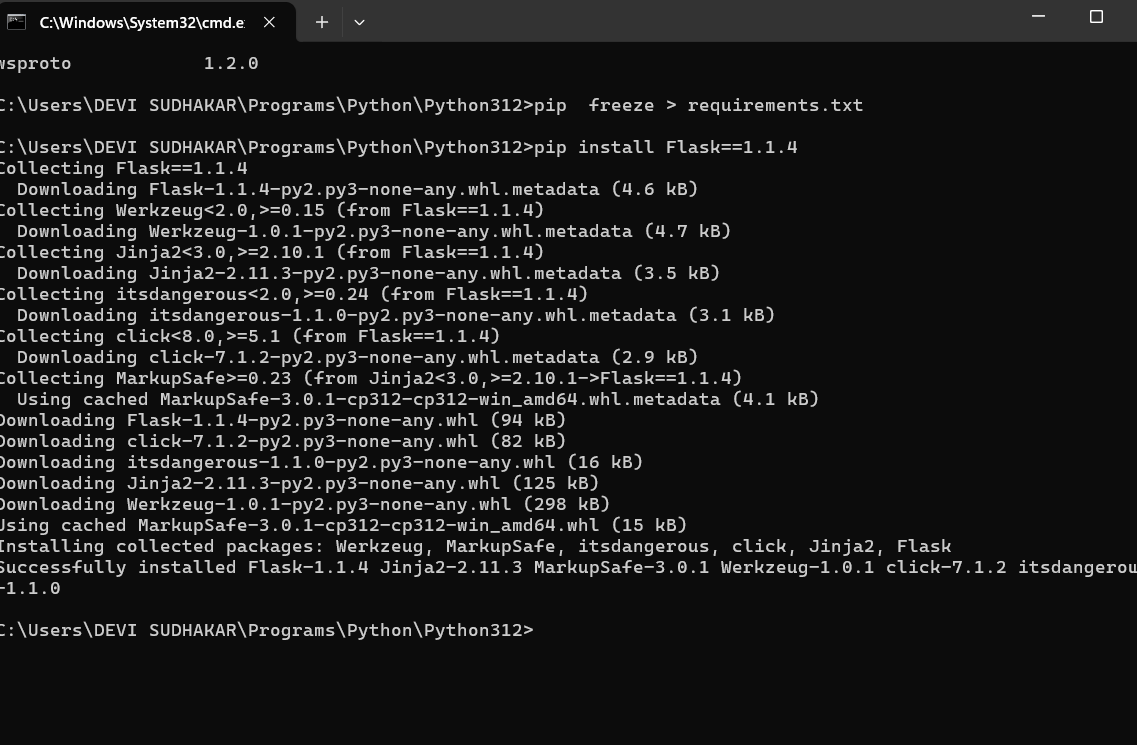 C:\Windows\System32\cmd.e
wsproto 1.2.0
C:\Users\DEVI SUDHAKAR\Programs\Python\Python312>pip  freeze > requirements.txt
C:\Users\DEVI SUDHAKAR\Programs\Python\Python312>pip install Flask==1.1.4
Collecting Flask==1.1.4
  Downloading Flask-1.1.4-py2.py3-none-any.whl.metadata (4.6 kB)
Collecting Werkzeug<2.0,>=0.15 (from Flask==1.1.4)
  Downloading Werkzeug-1.0.1-py2.py3-none-any.whl.metadata (4.7 kB)
Collecting Jinja2<3.0,>=2.10.1 (from Flask==1.1.4)
  Downloading Jinja2-2.11.3-py2.py3-none-any.whl.metadata (3.5 kB)
Collecting itsdangerous<2.0,>=0.24 (from Flask==1.1.4)
  Downloading itsdangerous-1.1.0-py2.py3-none-any.whl.metadata (3.1 kB)
Collecting click<8.0,>=5.1 (from Flask==1.1.4)
  Downloading click-7.1.2-py2.py3-none-any.whl.metadata (2.9 kB)
Collecting MarkupSafe>=0.23 (from Jinja2<3.0,>=2.10.1->Flask==1.1.4)
  Using cached MarkupSafe-3.0.1-cp312-cp312-win_amd64.whl.metadata (4.1 kB)
Downloading Flask-1.1.4-py2.py3-none-any.whl (94 kB)
Downloading click-7.1.2-py2.py3-none-any.whl (82 kB)
Downloading itsdangerous-1.1.0-py2.py3-none-any.whl (16 kB)
Downloading Jinja2-2.11.3-py2.py3-none-any.whl (125 kB)
Downloading Werkzeug-1.0.1-py2.py3-none-any.whl (298 kB)
Using cached MarkupSafe-3.0.1-cp312-cp312-win_amd64.whl (15 kB)
Installing collected packages: Werkzeug, MarkupSafe, itsdangerous, click, Jinja2, Flask
Successfully installed Flask-1.1.4 Jinja2-2.11.3 MarkupSafe-3.0.1 Werkzeug-1.0.1 click-7.1.2 itsdangerou
-1.1.0
C:\Users\DEVI SUDHAKAR\Programs\Python\Python312>